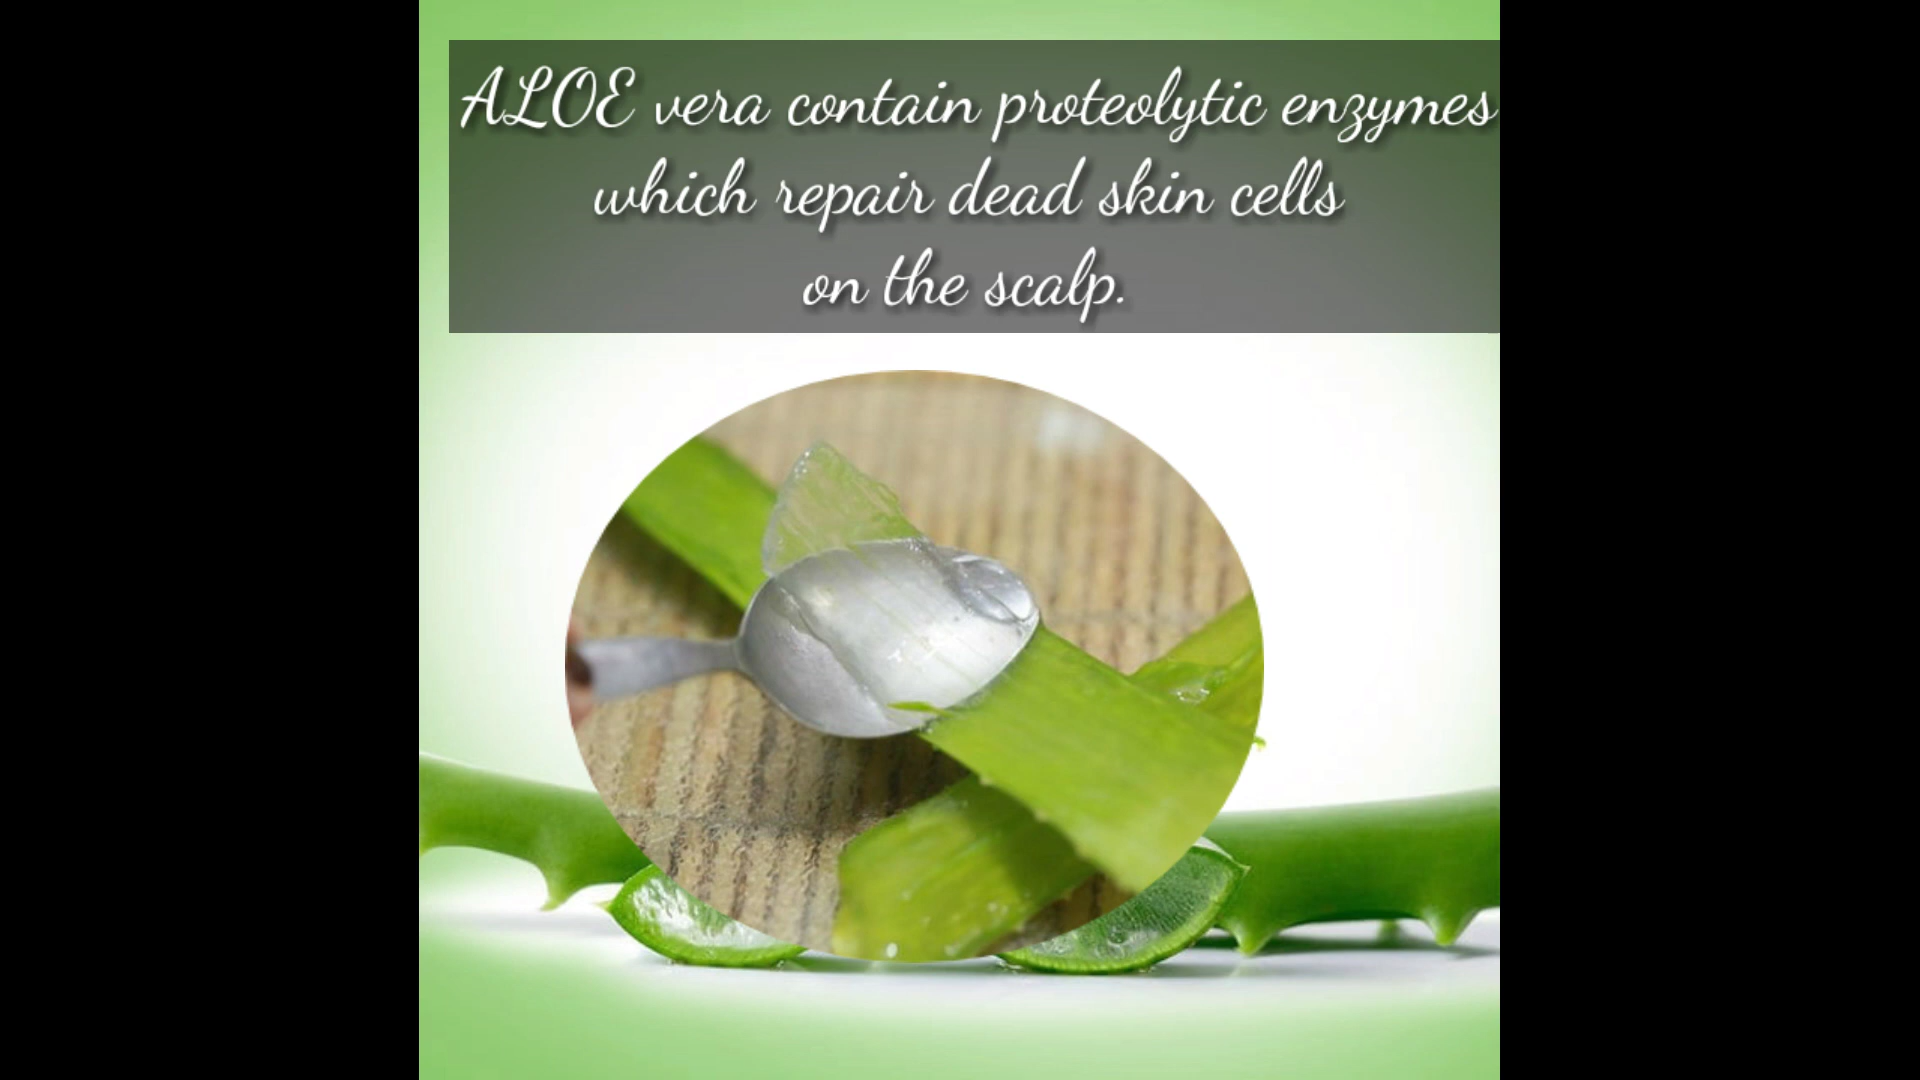 ALOE vera contain proteolytic enzymes
which repair dead skin cells
on the scalp.